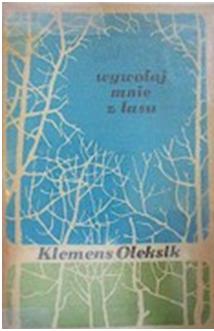 wywołaj
mnie
z lasu
Klemens Oleksik